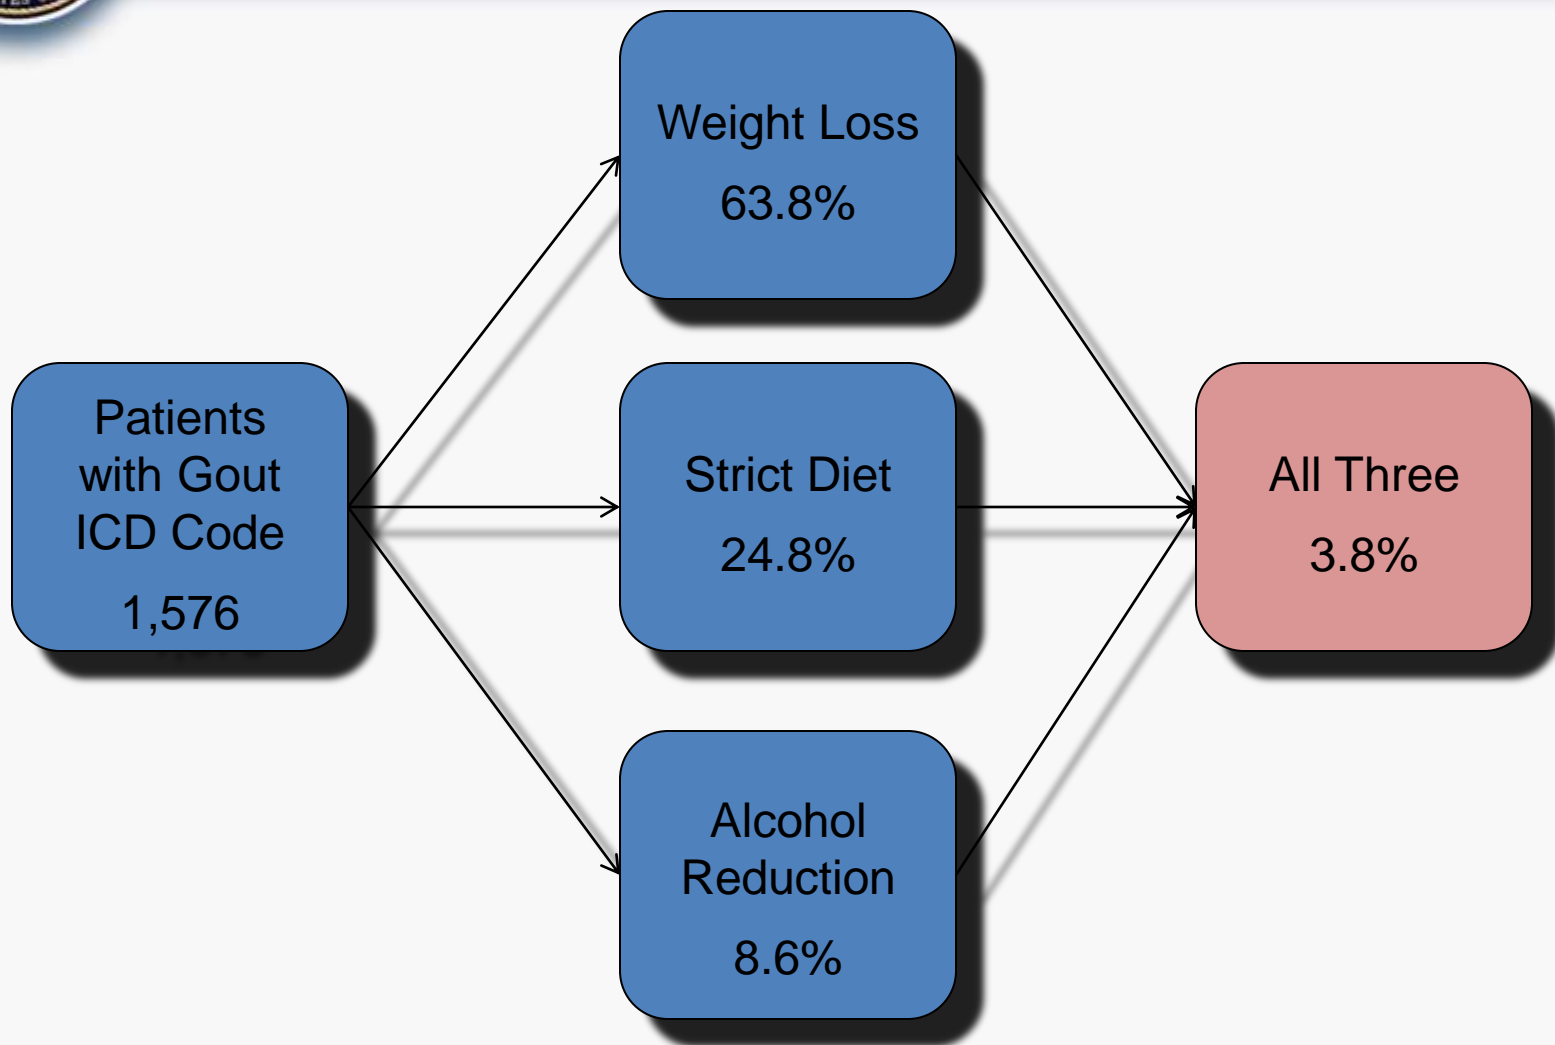 Weight Loss
63.8%
Patients
with Gout
ICD Code
1,576
Strict Diet
24.8%
All Three
3.8%
Alcohol
Reduction
8.6%